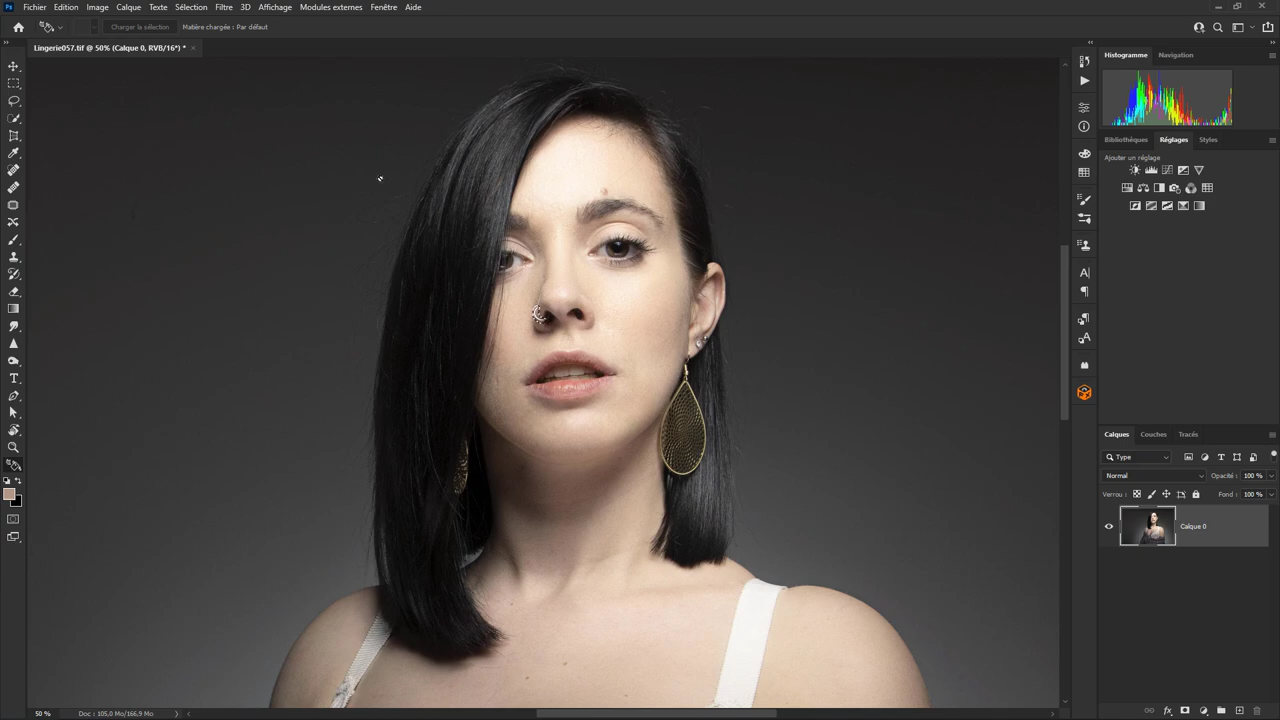 Ps Fichier Edition Image Calque Texte Sélection Filtre 3D Affichage Modules externes Fenêtre Aide
Charger la sélection Matière chargée : Par défaut
Lingerie057.tif @ 50% (Calque 0, RVB/16*) * ×
Histogramme Navigation
Bibliothèques Réglages Styles
Ajouter un réglage
Calques Couches Tracés
Type
Normal Opacité : 100 %
Verrou : Fond : 100 %
Calque 0
50 % Doc : 105,0 Mo/166,9 Mo